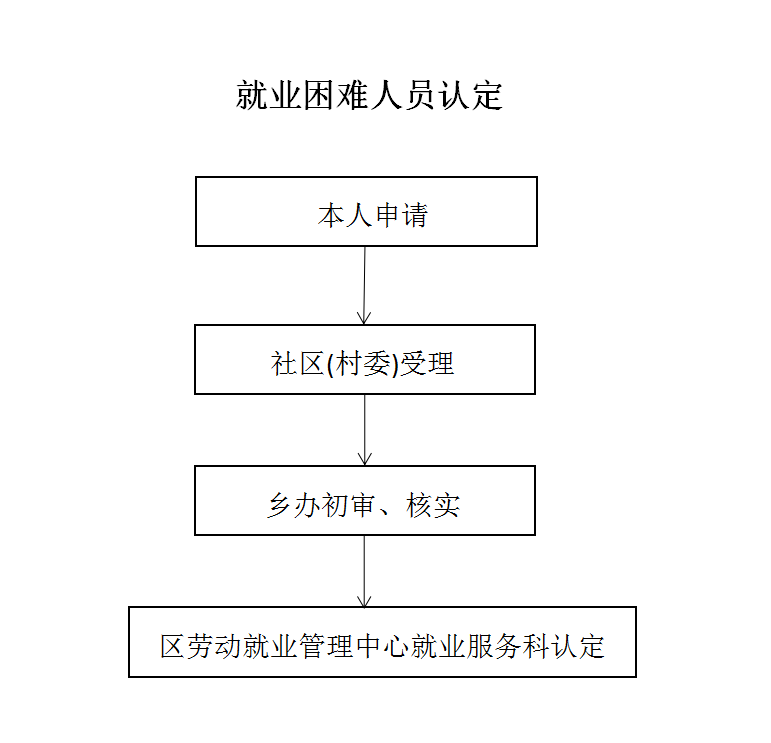 就业困难人员认定
本人申请
社区(村委)受理
乡办初审、核实
区劳动就业管理中心就业服务科认定